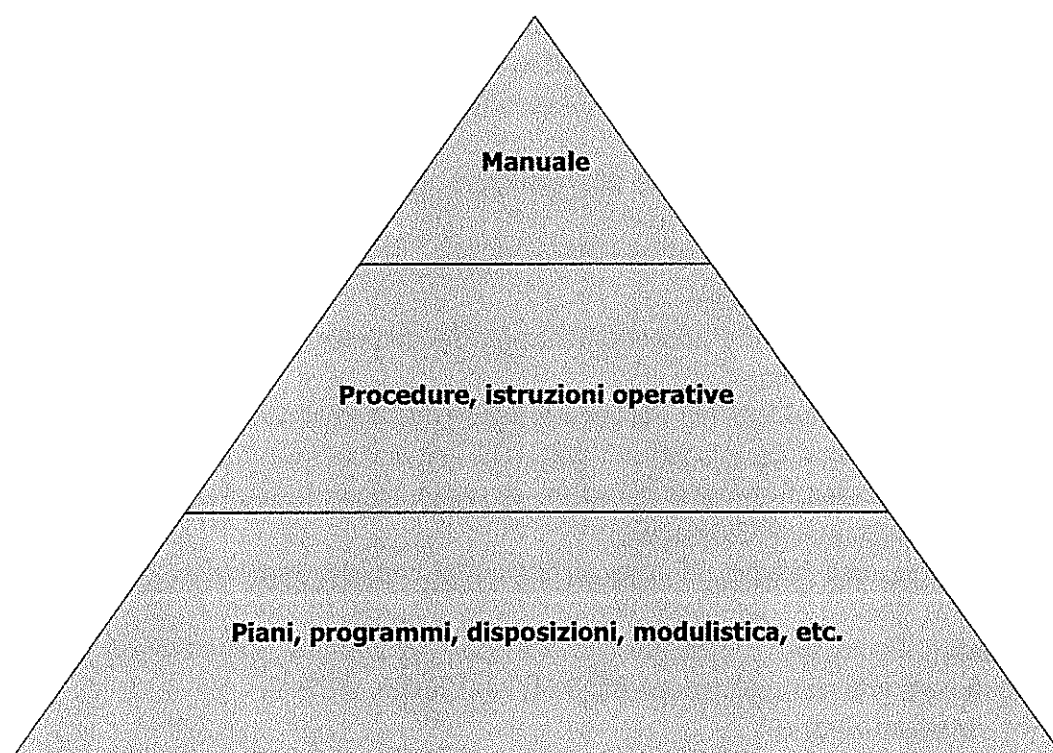 Manuale
Procedure, istruzioni operative
Piani, programmi, disposizioni, modulistica, etc.